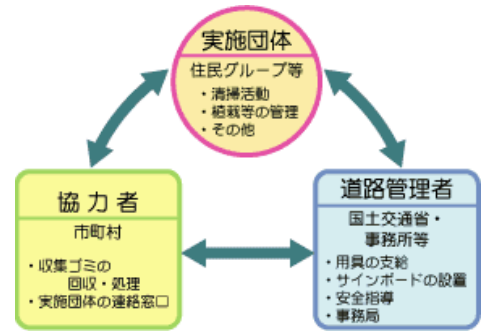 実施団体
住民グループ等
・清掃活動
・植栽等の管理
・その他
協力者
市町村
・収集ゴミの
回収・処理
・実施団体の連絡窓口
道路管理者
国土交通省・
事務所等
・用具の支給
・サインボードの設置
・安全指導
・事務局